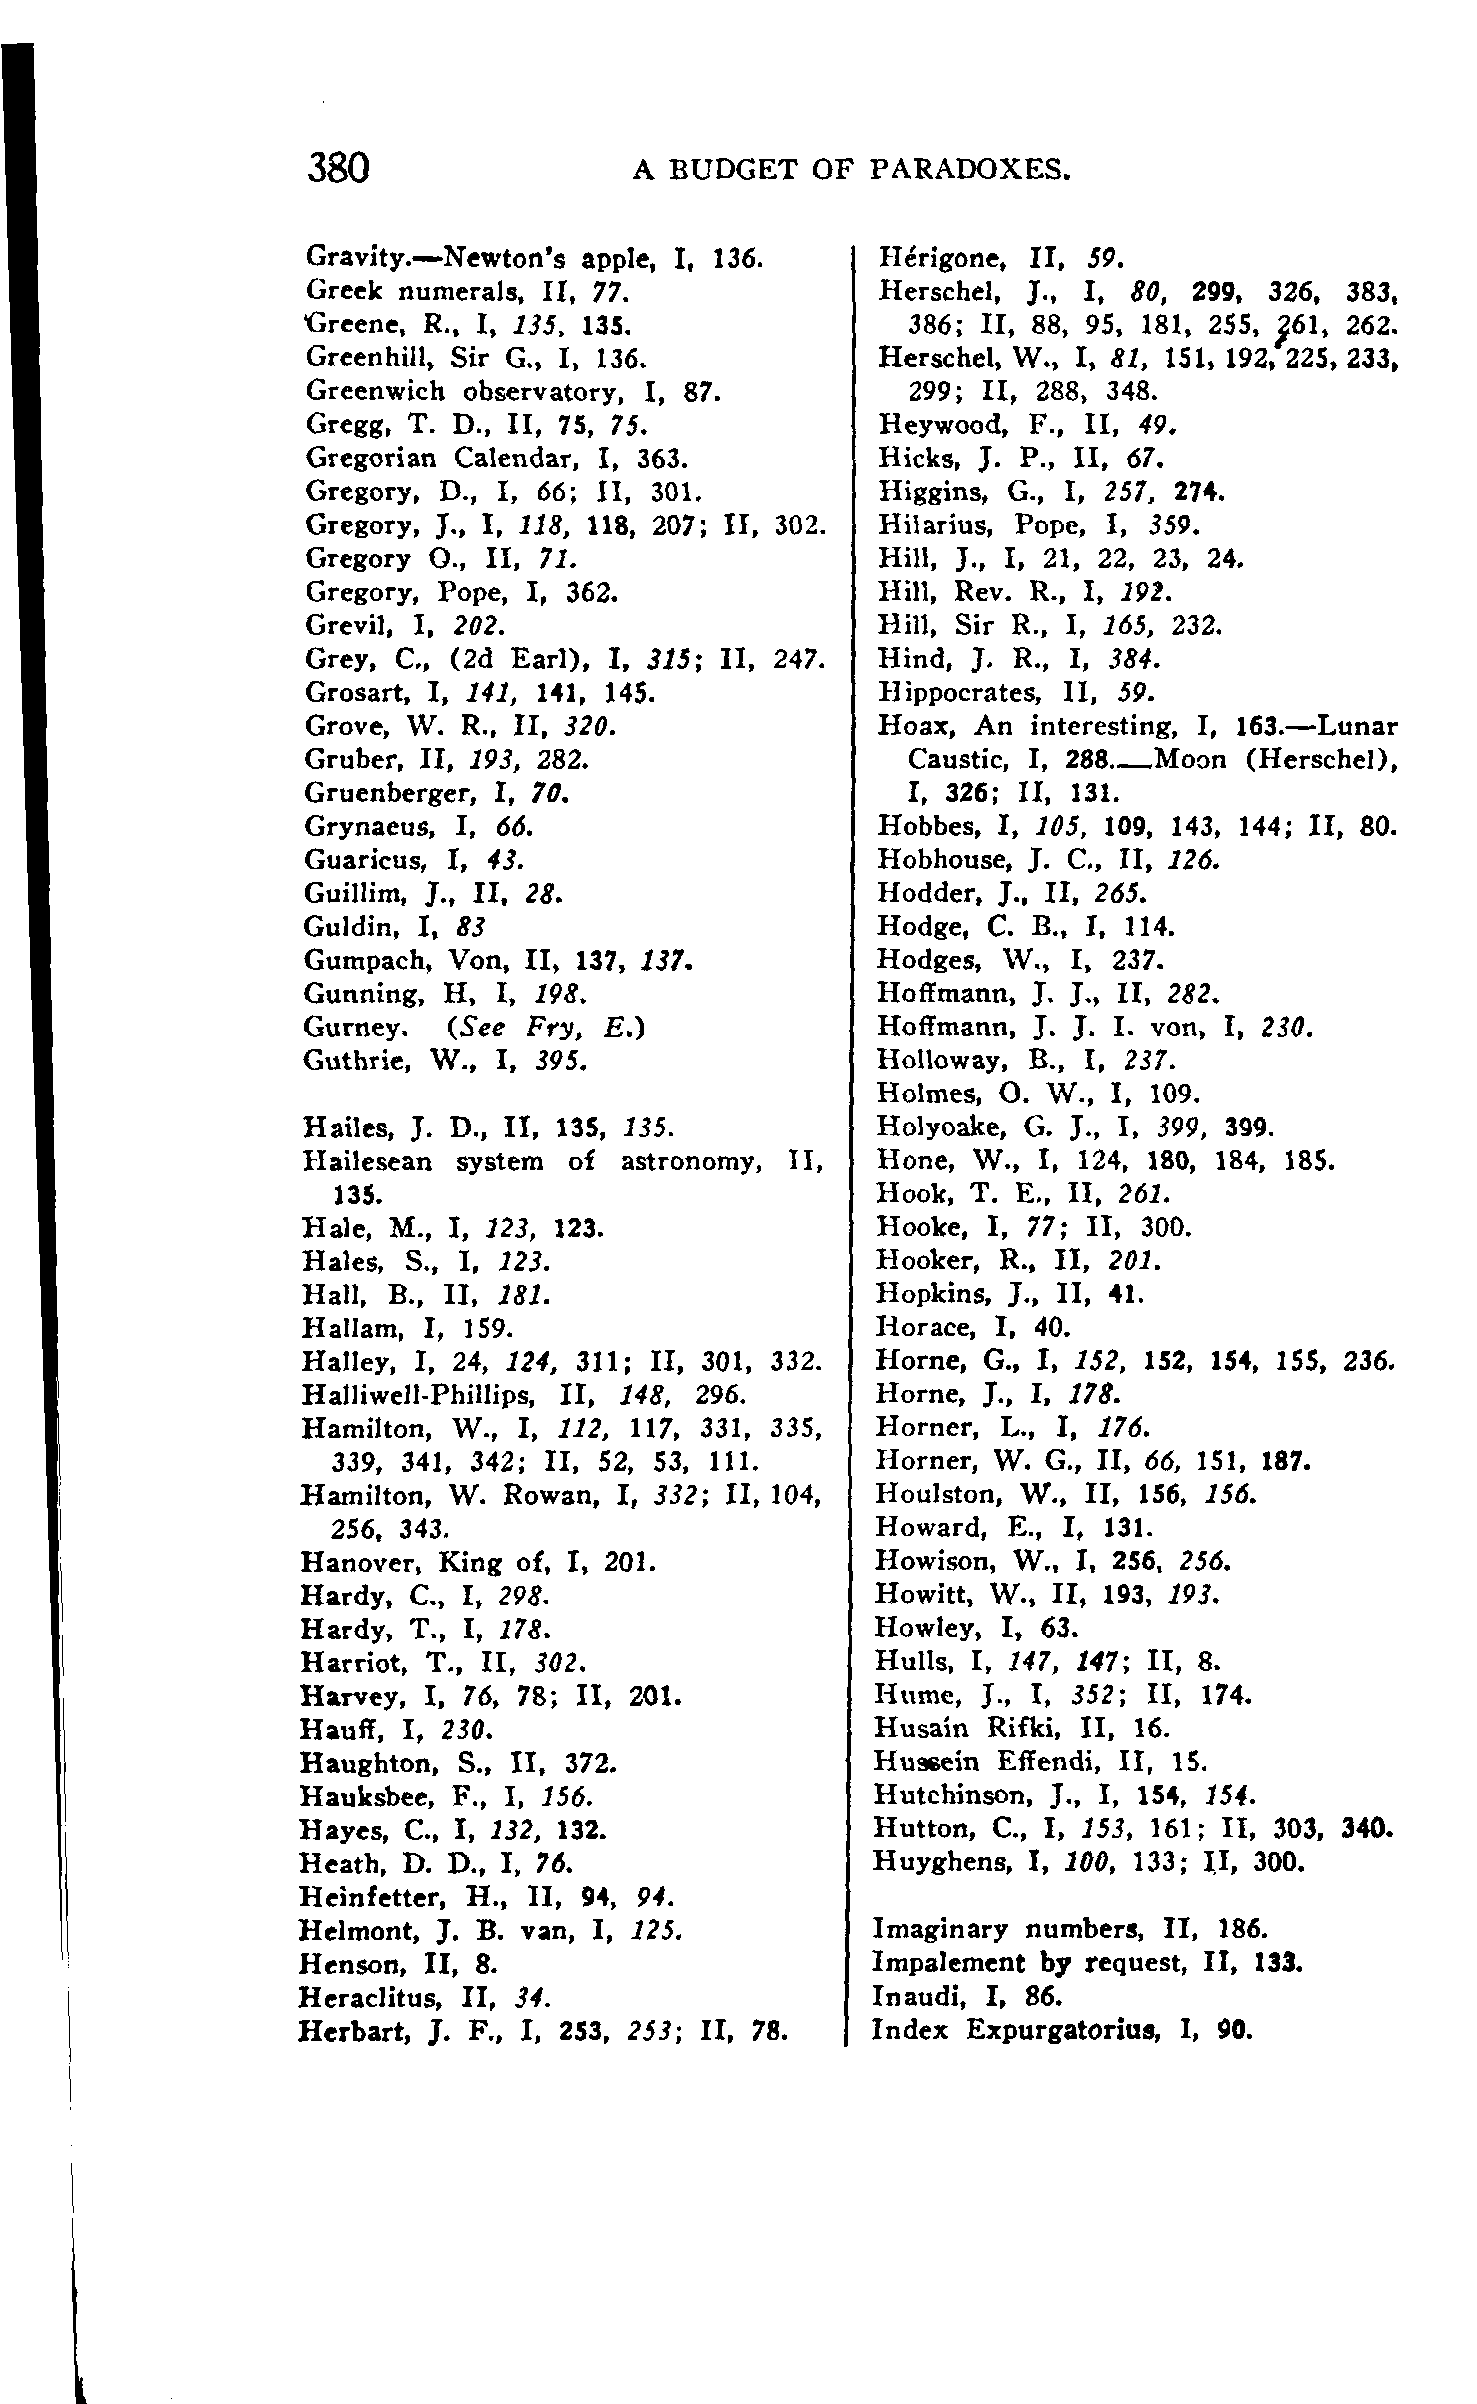 380 A BUDGET OF PARADOXES.
Gravity.—Newton's apple, I, 136.
Greek numerals, II, 77.
Greene, R., I, 135, 135.
Greenhill, Sir G., I, 136.
Greenwich observatory, I, 87.
Gregg, T. D., II, 75, 75.
Gregorian Calendar, I, 363.
Gregory, D., I, 66; II, 301.
Gregory, J., I, 118, 118, 207; II, 302.
Gregory O., II, 71.
Gregory, Pope, I, 362.
Grevil, I, 202.
Grey, C., (2d Earl), I, 315; II, 247.
Grosart, I, 141, 141, 145.
Grove, W. R., II, 320.
Gruber, II, 193, 282.
Gruenberger, I, 70.
Grynaeus, I, 66.
Guaricus, I, 43.
Guillim, J., II, 28.
Guldin, I, 83
Gumpach, Von, II, 137, 137.
Gunning, H, I, 198.
Gurney. (See Fry, E.)
Guthrie, W., I, 395.
Hailes, J. D., II, 135, 135.
Hailesean system of astronomy, II,
135.
Hale, M., I, 123, 123.
Hales, S., I, 123.
Hall, B., II, 181.
Hallam, I, 159.
Halley, I, 24, 124, 311; II, 301, 332.
Halliwell-Phillips, II, 148, 296.
Hamilton, W., I, 112, 117, 331, 335,
339, 341, 342; II, 52, 53, 111.
Hamilton, W. Rowan, I, 332; II, 104,
256, 343.
Hanover, King of, I, 201.
Hardy, C., I, 298.
Hardy, T., I, 178.
Harriot, T., II, 302.
Harvey, I, 76, 78; II, 201.
Hauff, I, 230.
Haughton, S., II, 372.
Hauksbee, F., I, 156.
Hayes, C., I, 132, 132.
Heath, D. D., I, 76.
Heinfetter, H., II, 94, 94.
Helmont, J. B. van, I, 125.
Henson, II, 8.
Heraclitus, II, 34.
Herbart, J. F., I, 253, 253; II, 78.
Hérigone, II, 59.
Herschel, J., I, 80, 299, 326, 383,
386; II, 88, 95, 181, 255, 261, 262.
Herschel, W., I, 81, 151, 192, 225, 233,
299; II, 288, 348.
Heywood, F., II, 49.
Hicks, J. P., II, 67.
Higgins, G., I, 257, 274.
Hilarius, Pope, I, 359.
Hill, J., I, 21, 22, 23, 24.
Hill, Rev. R., I, 192.
Hill, Sir R., I, 165, 232.
Hind, J. R., I, 384.
Hippocrates, II, 59.
Hoax, An interesting, I, 163.—Lunar
Caustic, I, 288.—Moon (Herschel),
I, 326; II, 131.
Hobbes, I, 105, 109, 143, 144; II, 80.
Hobhouse, J. C., II, 126.
Hodder, J., II, 265.
Hodge, C. B., I, 114.
Hodges, W., I, 237.
Hoffmann, J. J., II, 282.
Hoffmann, J. J. I. von, I, 230.
Holloway, B., I, 237.
Holmes, O. W., I, 109.
Holyoake, G. J., I, 399, 399.
Hone, W., I, 124, 180, 184, 185.
Hook, T. E., II, 261.
Hooke, I, 77; II, 300.
Hooker, R., II, 201.
Hopkins, J., II, 41.
Horace, I, 40.
Horne, G., I, 152, 152, 154, 155, 236.
Horne, J., I, 178.
Horner, L., I, 176.
Horner, W. G., II, 66, 151, 187.
Houlston, W., II, 156, 156.
Howard, E., I, 131.
Howison, W., I, 256, 256.
Howitt, W., II, 193, 193.
Howley, I, 63.
Hulls, I, 147, 147; II, 8.
Hume, J., I, 352; II, 174.
Husain Rifki, II, 16.
Hussein Effendi, II, 15.
Hutchinson, J., I, 154, 154.
Hutton, C., I, 153, 161; II, 303, 340.
Huyghens, I, 100, 133; II, 300.
Imaginary numbers, II, 186.
Impalement by request, II, 133.
Inaudi, I, 86.
Index Expurgatorius, I, 90.